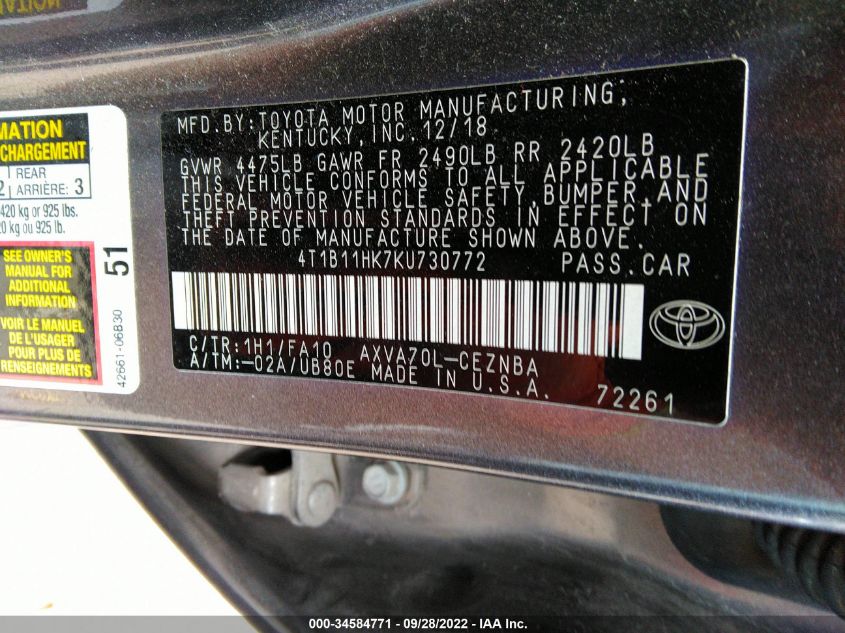 MATION
CHARGEMENT
REAR
2 ARRIÈRE: 3
420 kg or 925 lbs.
20 kg ou 925 lb.
SEE OWNER'S
MANUAL FOR
ADDITIONAL
INFORMATION
VOIR LE MANUEL
DE L'USAGER
POUR PLUS DE
RENSEIGNEMENTS
51
42661-06B30
MFD.BY:TOYOTA MOTOR MANUFACTURING,
KENTUCKY,INC.12/18
GVWR 4475LB GAWR FR 2490LB RR 2420LB
THIS VEHICLE CONFORMS TO ALL APPLICABLE
FEDERAL MOTOR VEHICLE SAFETY,BUMPER,AND
THEFT PREVENTION STANDARDS IN EFFECT ON
THE DATE OF MANUFACTURE SHOWN ABOVE.
4T1B11HK7KU730772 PASS.CAR
C/TR:1H1/FA10 AXVA70L-CEZNBA
A/TM:-02A/UB80E MADE IN U.S.A. 72261
000-34584771 - 09/28/2022 - IAA Inc.